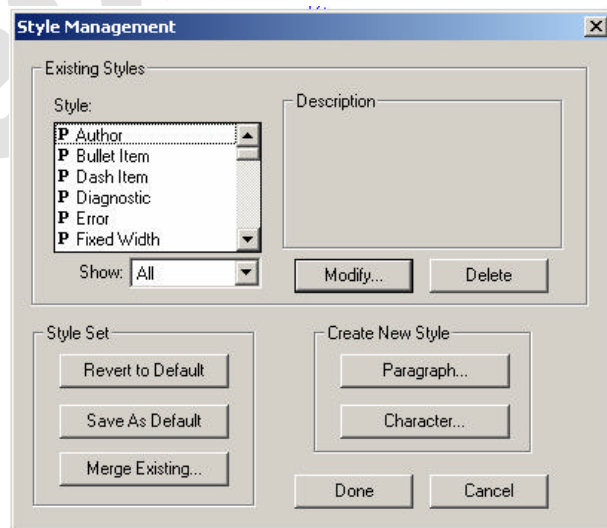 Style Management
Existing Styles
Style:
P Author
P Bullet Item
P Dash Item
P Diagnostic
P Error
P Fixed Width
Show: All
Description
Modify...
Delete
Style Set
Revert to Default
Save As Default
Merge Existing...
Create New Style
Paragraph...
Character...
Done
Cancel